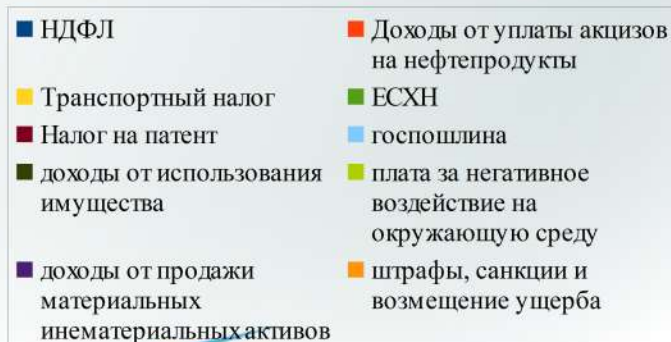 НДФЛ
Доходы от уплаты акцизов
на нефтепродукты
Транспортный налог
ЕСХН
Налог на патент
госпошлина
доходы от использования
имущества
плата за негативное
воздействие на
окружающую среду
доходы от продажи
материальных
инематериальных активов
штрафы, санкции и
возмещение ущерба